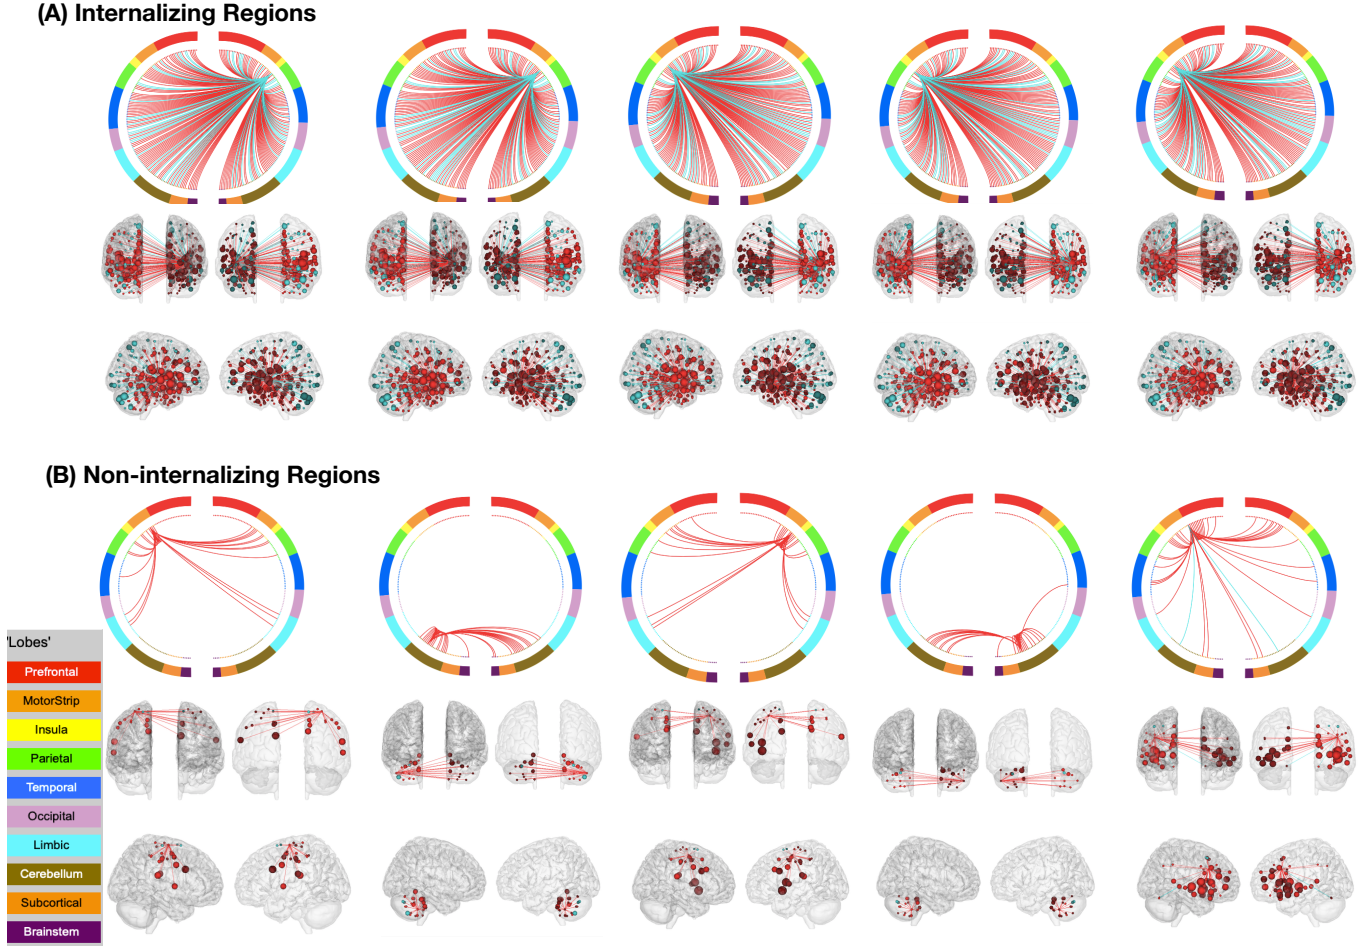 (A) Internalizing Regions
(B) Non-internalizing Regions
'Lobes'
Prefrontal
MotorStrip
Insula
Parietal
Temporal
Occipital
Limbic
Cerebellum
Subcortical
Brainstem